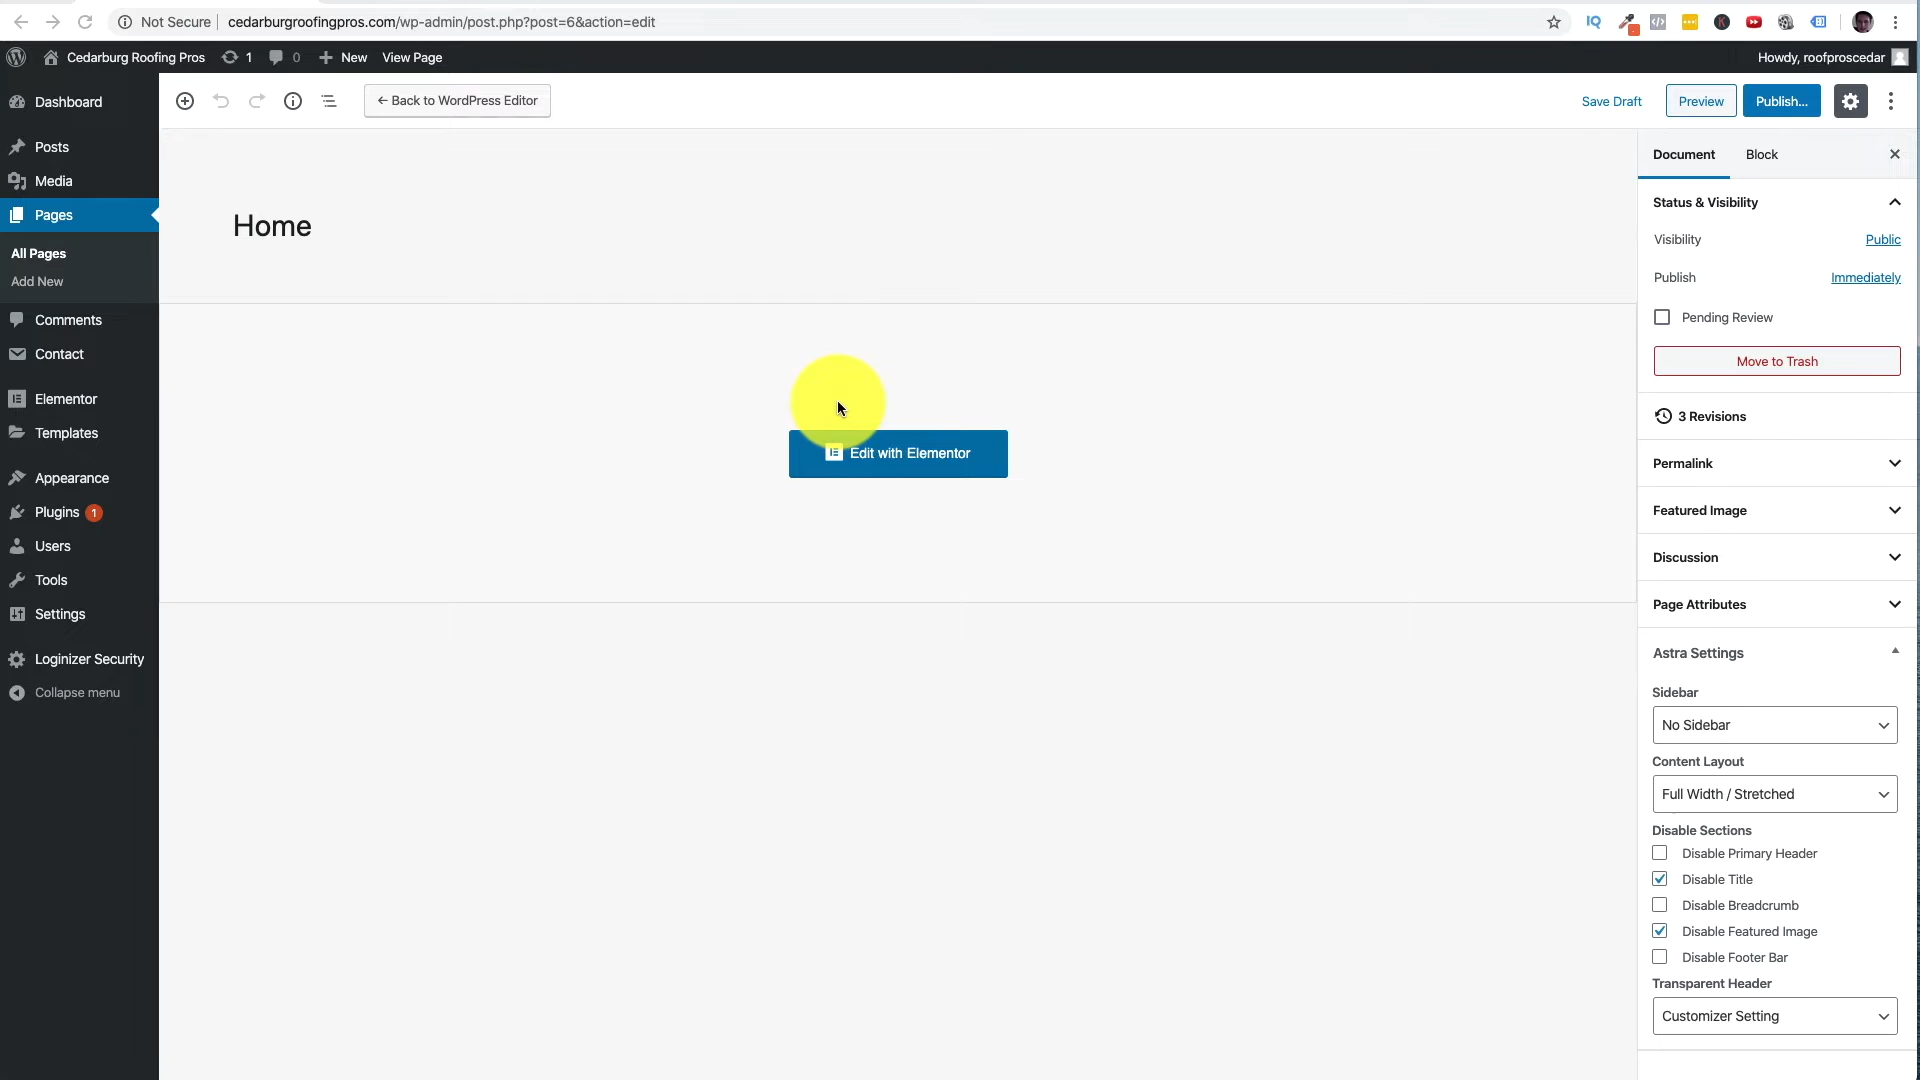 Not Secure cedarburgroofingpros.com/wp-admin/post.php?post=6&action=edit
IQ
Cedarburg Roofing Pros 1 0 New View Page
Howdy, roofproscedar
Dashboard
Posts
Media
Pages
All Pages
Add New
Comments
Contact
Elementor
Templates
Appearance
Plugins 1
Users
Tools
Settings
Loginizer Security
Collapse menu
← Back to WordPress Editor
Save Draft
Preview
Publish...
Home
Edit with Elementor
Document
Block
Status & Visibility
Visibility Public
Publish Immediately
Pending Review
Move to Trash
3 Revisions
Permalink
Featured Image
Discussion
Page Attributes
Astra Settings
Sidebar
No Sidebar
Content Layout
Full Width / Stretched
Disable Sections
Disable Primary Header
Disable Title
Disable Breadcrumb
Disable Featured Image
Disable Footer Bar
Transparent Header
Customizer Setting